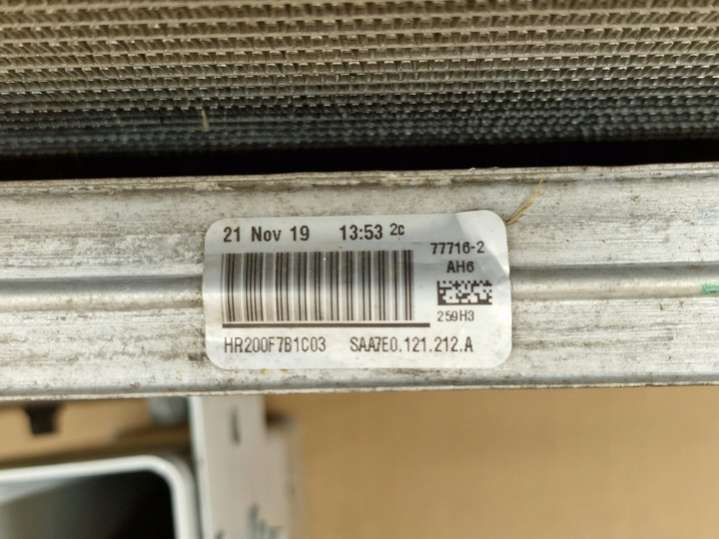 21 Nov 19 13:53 2c
77716-2
AH6
259H3
HR200F7B1C03 SAA7E0.121.212.A